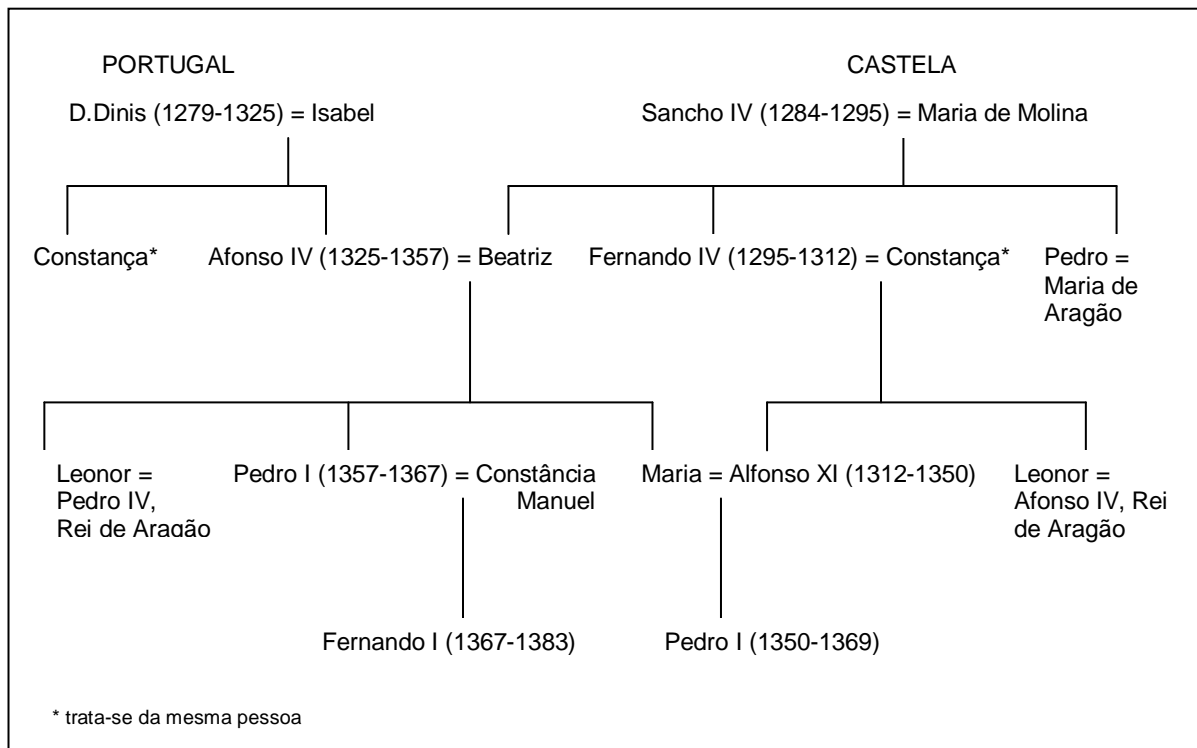 PORTUGAL
CASTELA
D.Dinis (1279-1325) = Isabel
Sancho IV (1284-1295) = Maria de Molina
Constança*
Afonso IV (1325-1357) = Beatriz
Fernando IV (1295-1312) = Constança*
Pedro =
Maria de
Aragão
Leonor =
Pedro IV,
Rei de Aragão
Pedro I (1357-1367) = Constância
Manuel
Maria = Alfonso XI (1312-1350)
Leonor =
Afonso IV, Rei
de Aragão
Fernando I (1367-1383)
Pedro I (1350-1369)
* trata-se da mesma pessoa